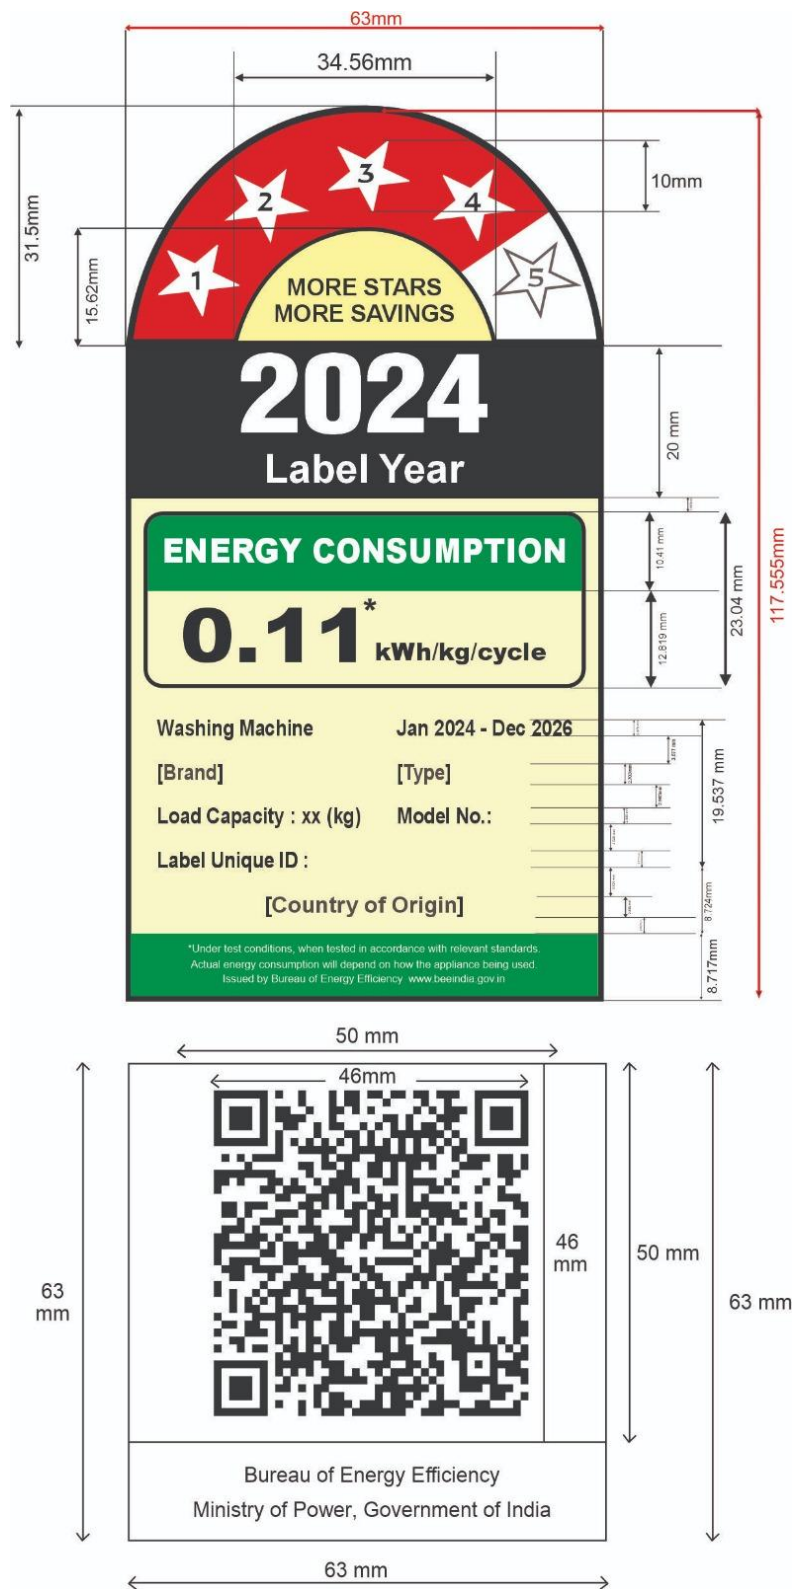 63mm
34.56mm
31.5mm
15.62mm
10mm
1
2
3
4
5
MORE STARS
MORE SAVINGS
2024
Label Year
20 mm
117.555mm
ENERGY CONSUMPTION
10.41 mm
23.04 mm
0.11*
kWh/kg/cycle
12.819 mm
Washing Machine Jan 2024 - Dec 2026
[Brand] [Type]
Load Capacity : xx (kg) Model No.:
Label Unique ID :
[Country of Origin]
19.537 mm
8.724mm
8.717mm
*Under test conditions, when tested in accordance with relevant standards.
Actual energy consumption will depend on how the appliance being used.
Issued by Bureau of Energy Efficiency www.beeindia.gov.in
50 mm
46mm
46
mm
50 mm
63
mm
63 mm
Bureau of Energy Efficiency
Ministry of Power, Government of India
63 mm